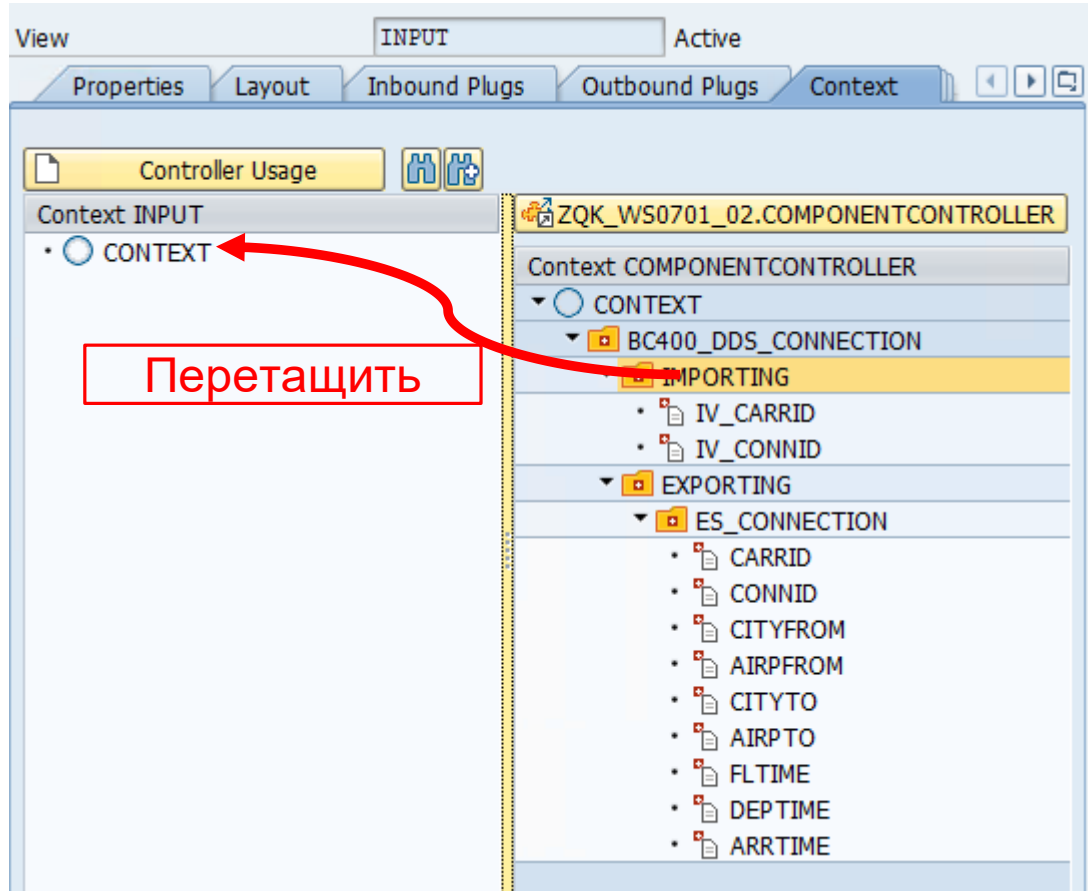 View INPUT Active
Properties Layout Inbound Plugs Outbound Plugs Context
Controller Usage
Context INPUT
CONTEXT
Перетащить
ZQK_WS0701_02.COMPONENTCONTROLLER
Context COMPONENTCONTROLLER
CONTEXT
BC400_DDS_CONNECTION
IMPORTING
IV_CARRID
IV_CONNID
EXPORTING
ES_CONNECTION
CARRID
CONNID
CITYFROM
AIRPFROM
CITYTO
AIRPTO
FLTIME
DEPTIME
ARRTIME